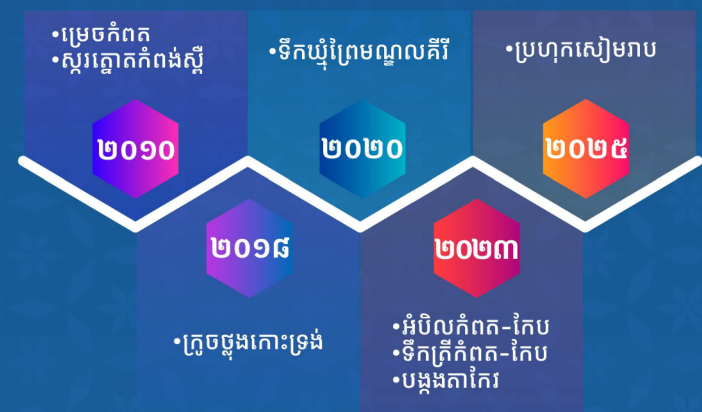 •ម្រេចកំពត
•ស្ករត្នោតកំពង់ស្ពឺ
២០១០
២០១៨
•ក្រូចថ្លុងកោះទ្រង់
•ទឹកឃ្មុំព្រៃមណ្ឌលគីរី
២០២០
២០២៣
•អំបិលកំពត-កែប
•ទឹកត្រីកំពត-កែប
•បង្កងតាកែវ
•ប្រហុកសៀមរាប
២០២៥